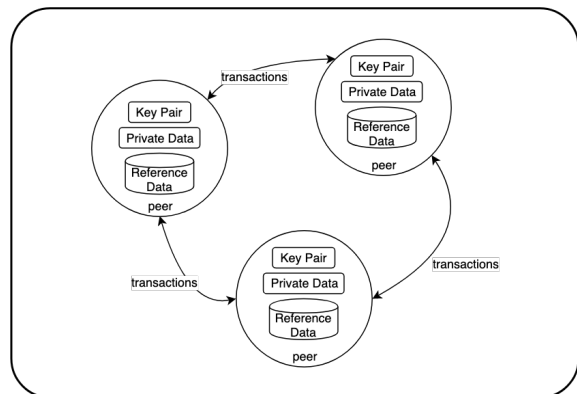 transactions
Key Pair
Private Data
Reference
Data
peer
Key Pair
Private Data
Reference
Data
peer
transactions
transactions
Key Pair
Private Data
Reference
Data
peer